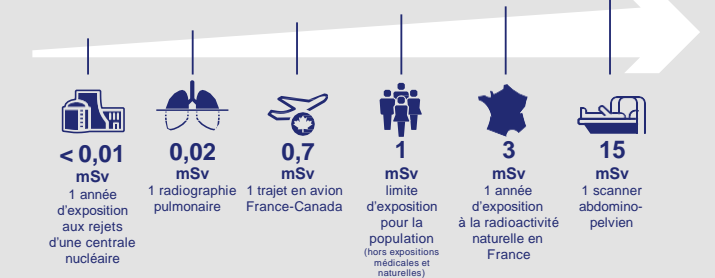 < 0,01
mSv
1 année
d'exposition
aux rejets
d'une centrale
nucléaire
0,02
mSv
1 radiographie
pulmonaire
0,7
mSv
1 trajet en avion
France-Canada
1
mSv
limite
d'exposition
pour la
population
(hors expositions
médicales et
naturelles)
3
mSv
1 année
d'exposition
à la radioactivité
naturelle en
France
15
mSv
1 scanner
abdomino-
pelvien